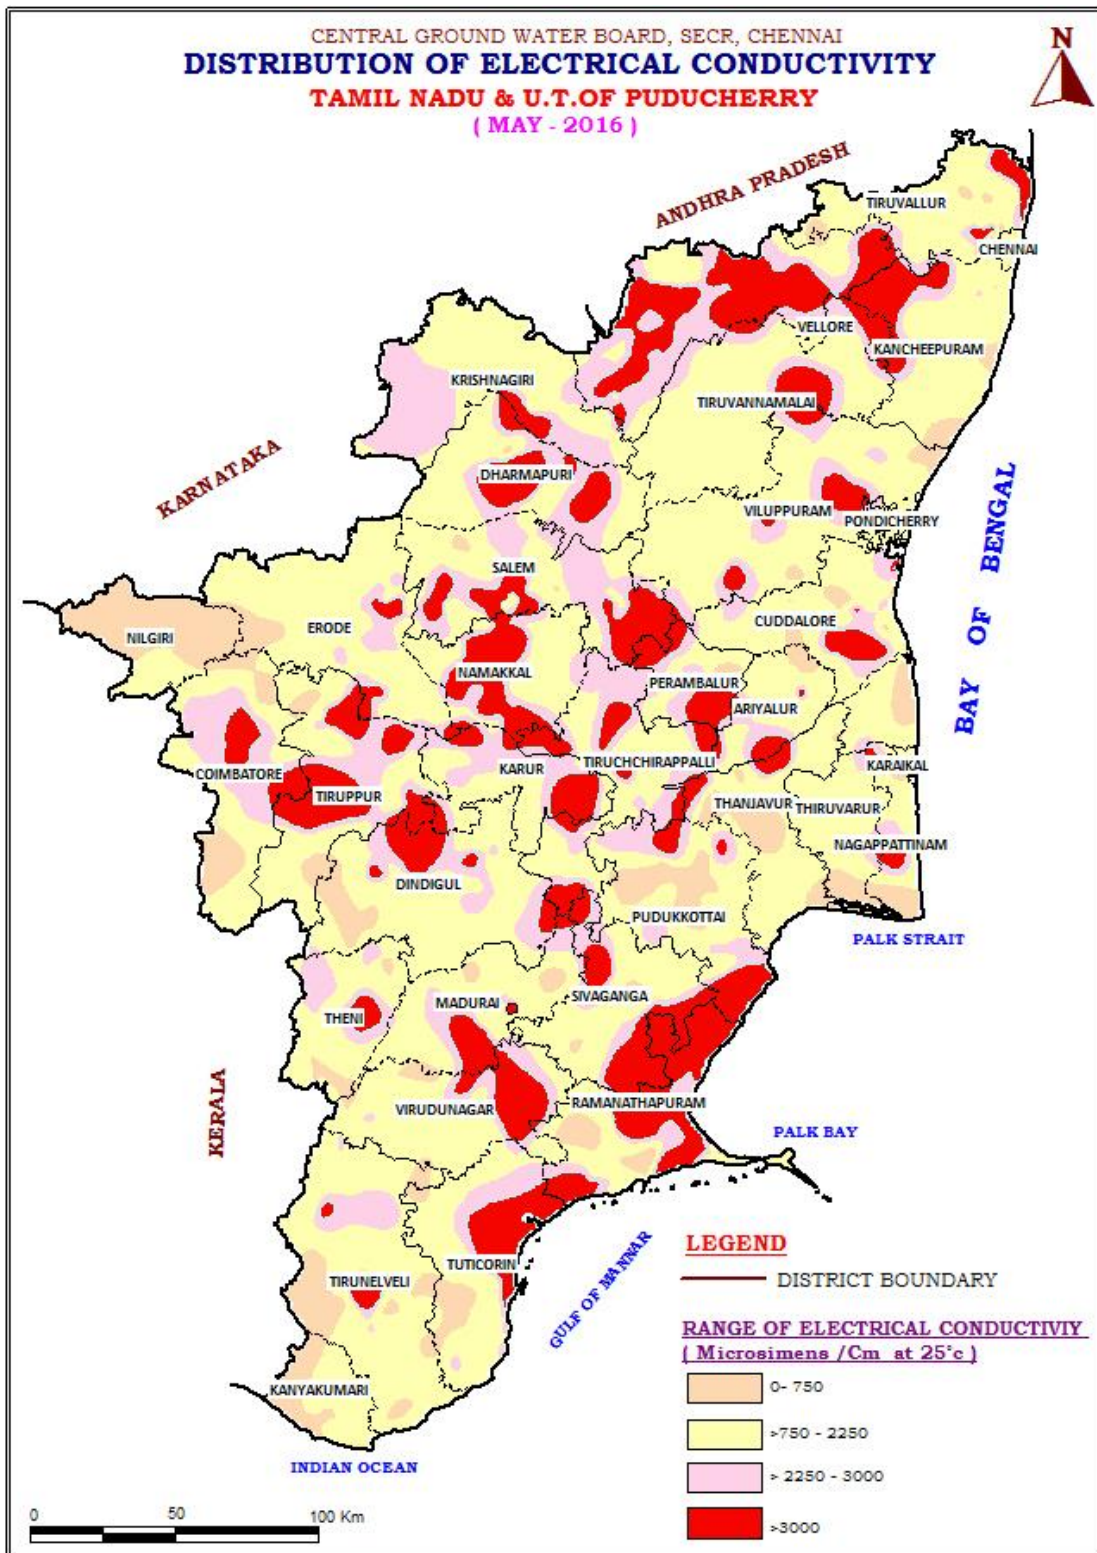 CENTRAL GROUND WATER BOARD, SECR, CHENNAI
DISTRIBUTION OF ELECTRICAL CONDUCTIVITY
TAMIL NADU & U.T.OF PUDUCHERRY
( MAY - 2016 )
N
ANDHRA PRADESH
TIRUVALLUR
CHENNAI
VELLORE
KANCHEEPURAM
KRISHNAGIRI
TIRUVANNAMALAI
KARNATAKA
DHARMAPURI
VILUPPURAM
PONDICHERRY
BAY OF BENGAL
SALEM
NILGIRI
ERODE
CUDDALORE
NAMAKKAL
PERAMBALUR
ARIYALUR
COIMBATORE
KARUR
TIRUCHCHIRAPPALLI
KARAIKAL
TIRUPPUR
THANJAVUR
THIRUVARUR
NAGAPPATTINAM
DINDIGUL
PUDUKKOTTAI
PALK STRAIT
SIVAGANGA
MADURAI
THENI
KERALA
VIRUDUNAGAR
RAMANATHAPURAM
PALK BAY
TUTICORIN
TIRUNELVELI
GULF OF MANNAR
KANYAKUMARI
INDIAN OCEAN
LEGEND
DISTRICT BOUNDARY
RANGE OF ELECTRICAL CONDUCTIVIY
( Microsimens /Cm at 25°c )
0- 750
>750 - 2250
> 2250 - 3000
>3000
0 50 100 Km